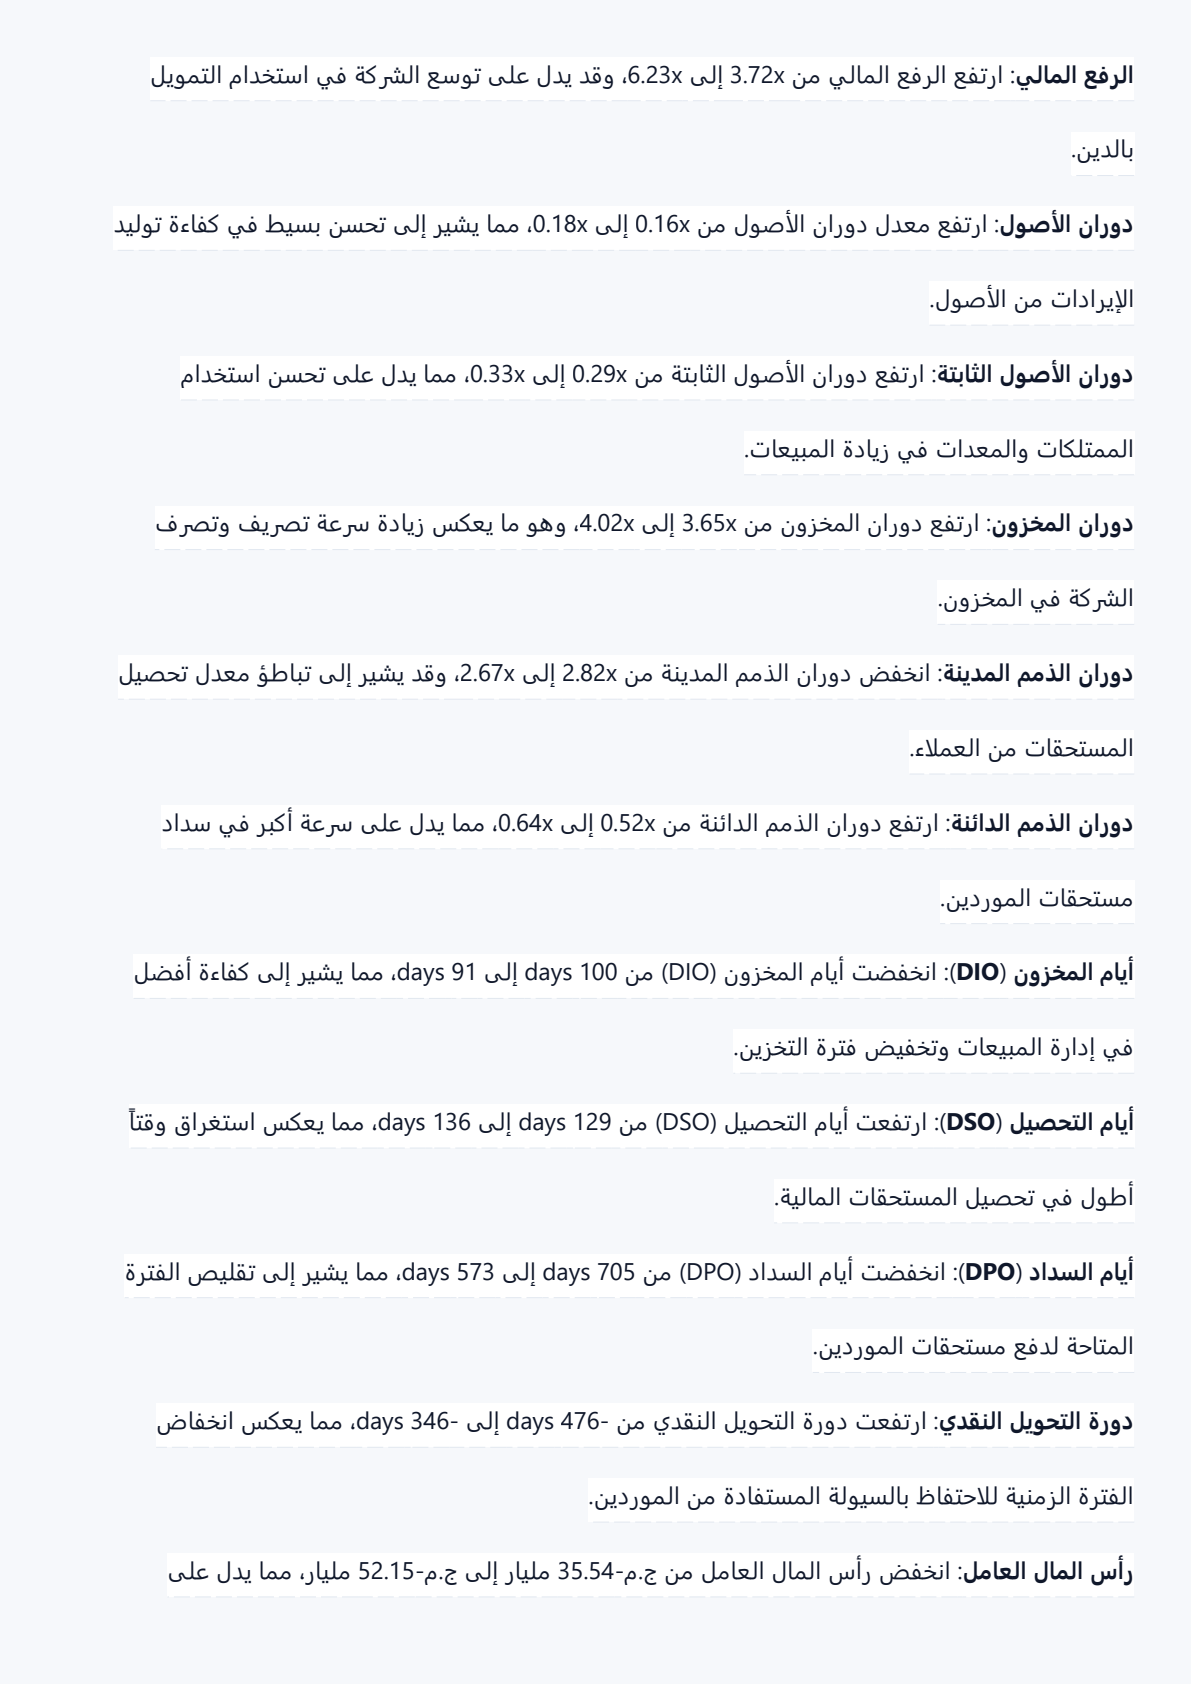 الرفع المالي: ارتفع الرفع المالي من 3.72x إلى 6.23x، وقد يدل على توسع الشركة في استخدام التمويل
بالدين.
دوران الأصول: ارتفع معدل دوران الأصول من 0.16x إلى 0.18x، مما يشير إلى تحسن بسيط في كفاءة توليد
الإيرادات من الأصول.
دوران الأصول الثابتة: ارتفع دوران الأصول الثابتة من 0.29x إلى 0.33x، مما يدل على تحسن استخدام
الممتلكات والمعدات في زيادة المبيعات.
دوران المخزون: ارتفع دوران المخزون من 3.65x إلى 4.02x، وهو ما يعكس زيادة سرعة تصريف وتصرف
الشركة في المخزون.
دوران الذمم المدينة: انخفض دوران الذمم المدينة من 2.82x إلى 2.67x، وقد يشير إلى تباطؤ معدل تحصيل
المستحقات من العملاء.
دوران الذمم الدائنة: ارتفع دوران الذمم الدائنة من 0.52x إلى 0.64x، مما يدل على سرعة أكبر في سداد
مستحقات الموردين.
أيام المخزون (DIO): انخفضت أيام المخزون (DIO) من 100 days إلى 91 days، مما يشير إلى كفاءة أفضل
في إدارة المبيعات وتخفيض فترة التخزين.
أيام التحصيل (DSO): ارتفعت أيام التحصيل (DSO) من 129 days إلى 136 days، مما يعكس استغراق وقتاً
أطول في تحصيل المستحقات المالية.
أيام السداد (DPO): انخفضت أيام السداد (DPO) من 705 days إلى 573 days، مما يشير إلى تقليص الفترة
المتاحة لدفع مستحقات الموردين.
دورة التحويل النقدي: ارتفعت دورة التحويل النقدي من -476 days إلى -346 days، مما يعكس انخفاض
الفترة الزمنية للاحتفاظ بالسيولة المستفادة من الموردين.
رأس المال العامل: انخفض رأس المال العامل من ج.م-35.54 مليار إلى ج.م-52.15 مليار، مما يدل على